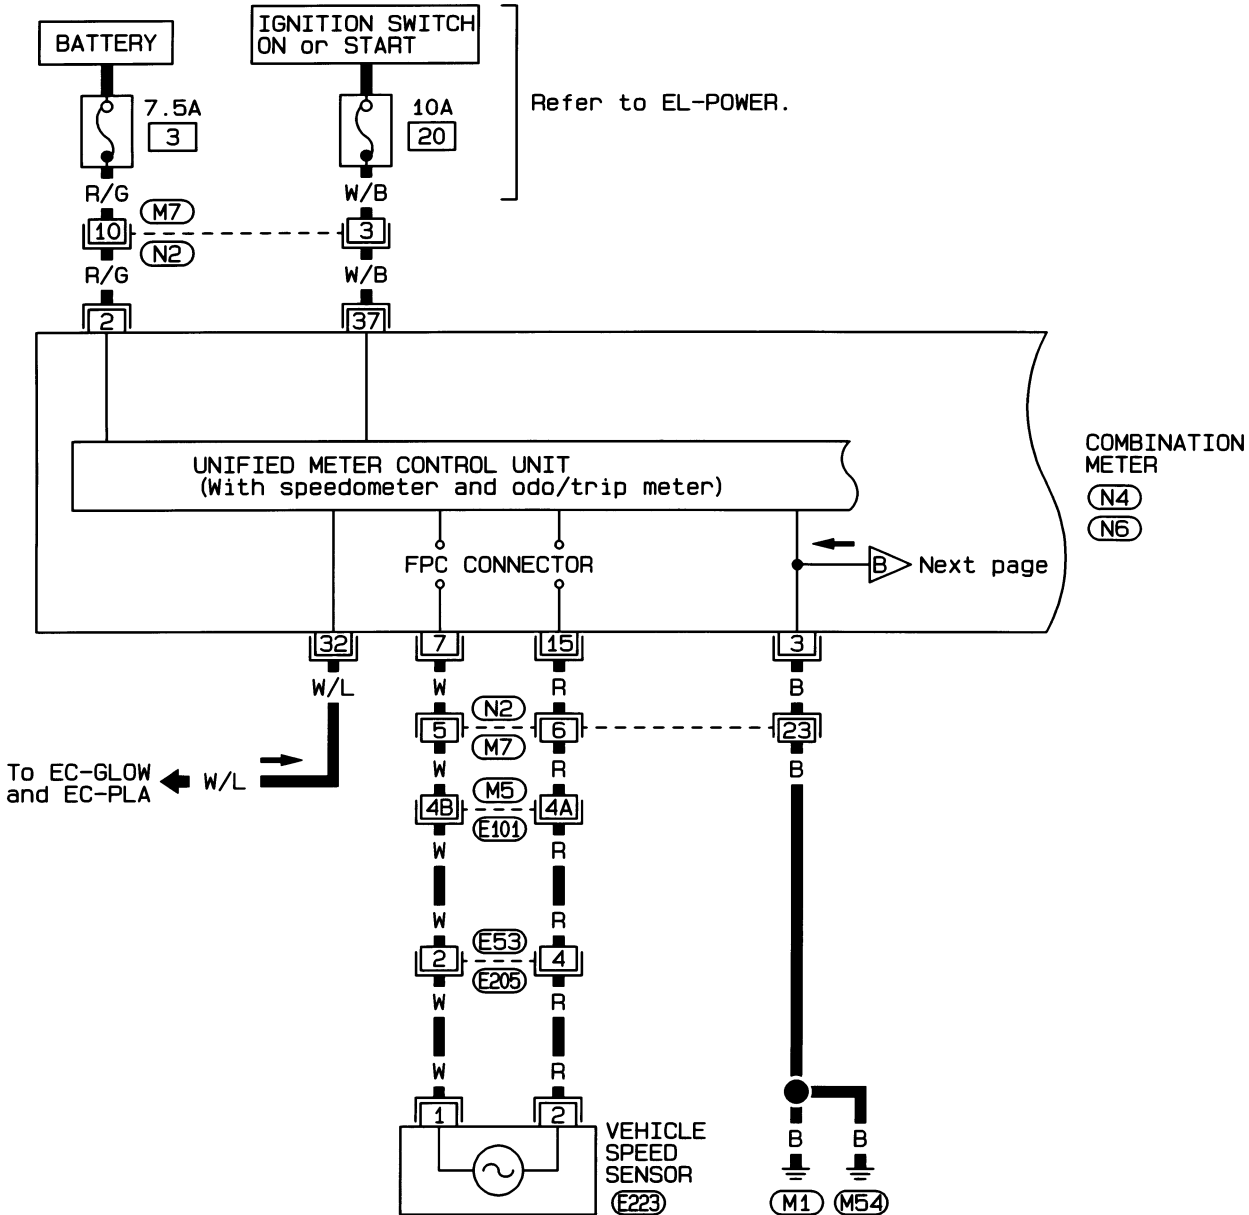 BATTERY
IGNITION SWITCH
ON or START
Refer to EL-POWER.
7.5A
3
10A
20
R/G
W/B
M7
10
3
N2
R/G
W/B
2
37
UNIFIED METER CONTROL UNIT
(With speedometer and odo/trip meter)
COMBINATION
METER
N4
N6
FPC CONNECTOR
B
Next page
32
7
15
3
W/L
W
R
B
N2
5
6
23
M7
To EC-GLOW
and EC-PLA
W/L
W
R
B
M5
4B
4A
E101
W
R
W
R
E53
2
4
E205
W
R
W
R
1
2
VEHICLE
SPEED
SENSOR
E223
B
B
M1
M54